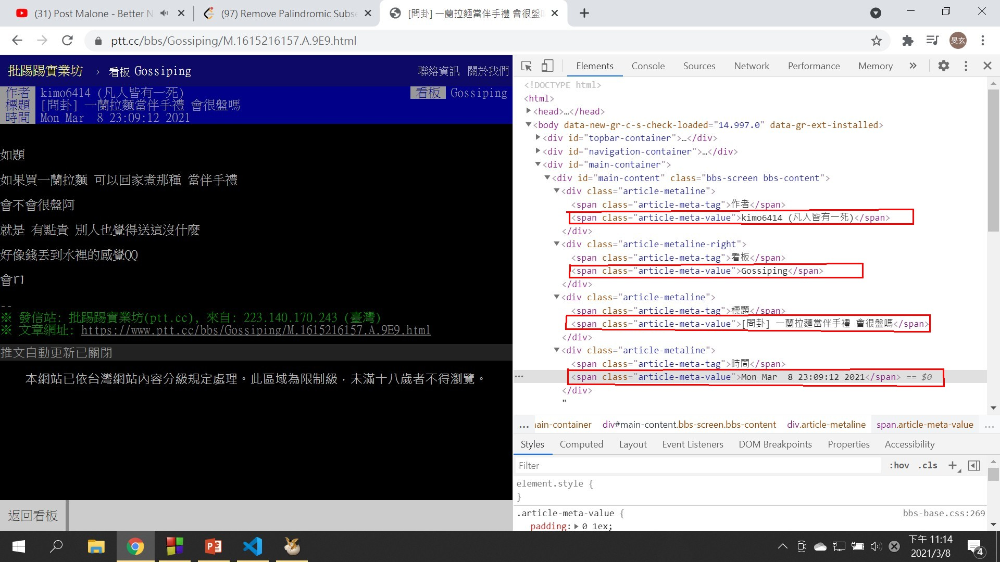 (31) Post Malone - Better N
(97) Remove Palindromic Subse
[問卦] 一蘭拉麵當伴手禮 會很盤
ptt.cc/bbs/Gossiping/M.1615216157.A.9E9.html
旻玄
批踢踢實業坊 › 看板 Gossiping 聯絡資訊 關於我們
作者 kimo6414 (凡人皆有一死) 看板 Gossiping
標題 [問卦] 一蘭拉麵當伴手禮 會很盤嗎
時間 Mon Mar  8 23:09:12 2021
如題
如果買一蘭拉麵 可以回家煮那種 當伴手禮
會不會很盤阿
就是 有點貴 別人也覺得送這沒什麼
好像錢丟到水裡的感覺QQ
會ㄇ
--
※ 發信站: 批踢踢實業坊(ptt.cc), 來自: 223.140.170.243 (臺灣)
※ 文章網址: https://www.ptt.cc/bbs/Gossiping/M.1615216157.A.9E9.html
推文自動更新已關閉
本網站已依台灣網站內容分級規定處理。此區域為限制級，未滿十八歲者不得瀏覽。
返回看板
Elements Console Sources Network Performance Memory »
<!DOCTYPE html>
<html>
<head>…</head>
<body data-new-gr-c-s-check-loaded="14.997.0" data-gr-ext-installed>
<div id="topbar-container">…</div>
<div id="navigation-container">…</div>
<div id="main-container">
<div id="main-content" class="bbs-screen bbs-content">
<div class="article-metaline">
<span class="article-meta-tag">作者</span>
<span class="article-meta-value">kimo6414 (凡人皆有一死)</span>
</div>
<div class="article-metaline-right">
<span class="article-meta-tag">看板</span>
<span class="article-meta-value">Gossiping</span>
</div>
<div class="article-metaline">
<span class="article-meta-tag">標題</span>
<span class="article-meta-value">[問卦] 一蘭拉麵當伴手禮 會很盤嗎</span>
</div>
<div class="article-metaline">
<span class="article-meta-tag">時間</span>
… <span class="article-meta-value">Mon Mar  8 23:09:12 2021</span> == $0
</div>
"
… main-container div#main-content.bbs-screen.bbs-content div.article-metaline span.article-meta-value …
Styles Computed Layout Event Listeners DOM Breakpoints Properties Accessibility
Filter :hov .cls +
element.style {
}
.article-meta-value { bbs-base.css:269
padding: 0 1ex;
下午 11:14
2021/3/8
4